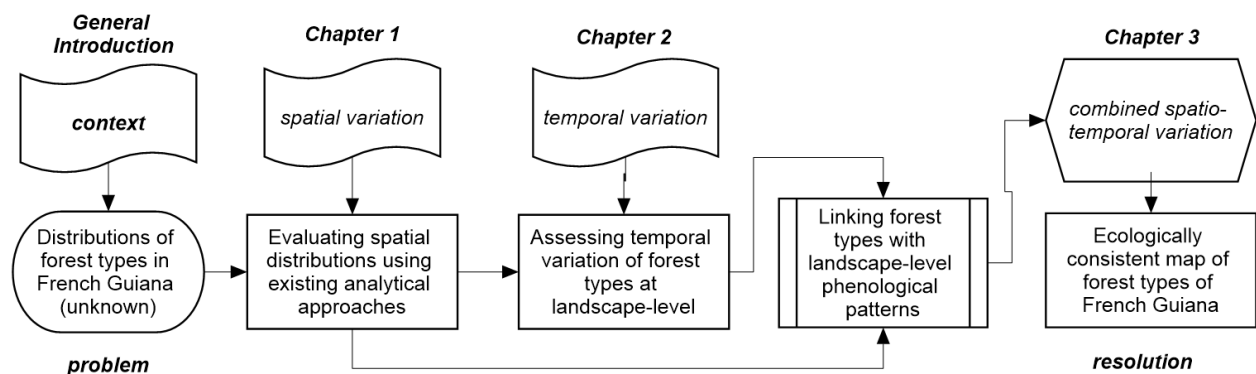 General
Introduction
Chapter 1
Chapter 2
Chapter 3
context
spatial variation
temporal variation
combined spatio-
temporal variation
Distributions of
forest types in
French Guiana
(unknown)
Evaluating spatial
distributions using
existing analytical
approaches
Assessing temporal
variation of forest
types at
landscape-level
Linking forest
types with
landscape-level
phenological
patterns
Ecologically
consistent map of
forest types of
French Guiana
problem
resolution